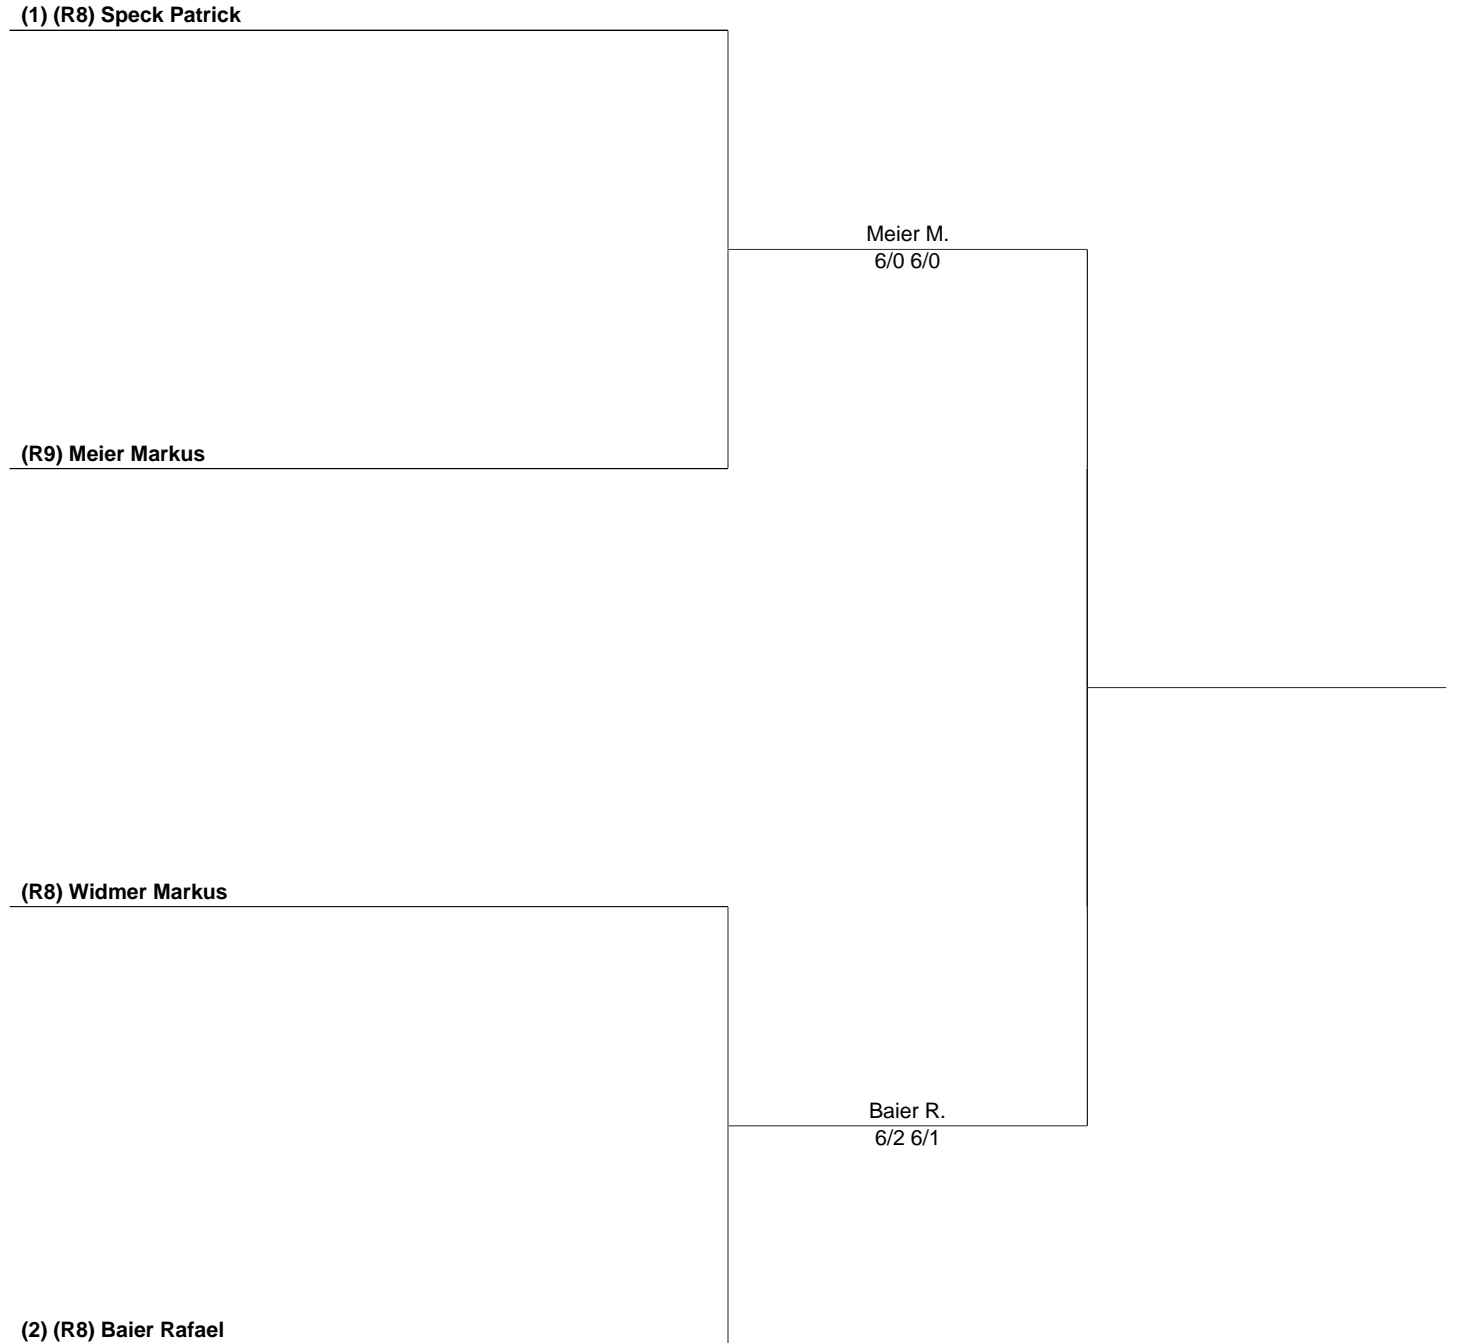 (1) (R8) Speck Patrick
Meier M.
6/0 6/0
(R9) Meier Markus
(R8) Widmer Markus
Baier R.
6/2 6/1
(2) (R8) Baier Rafael